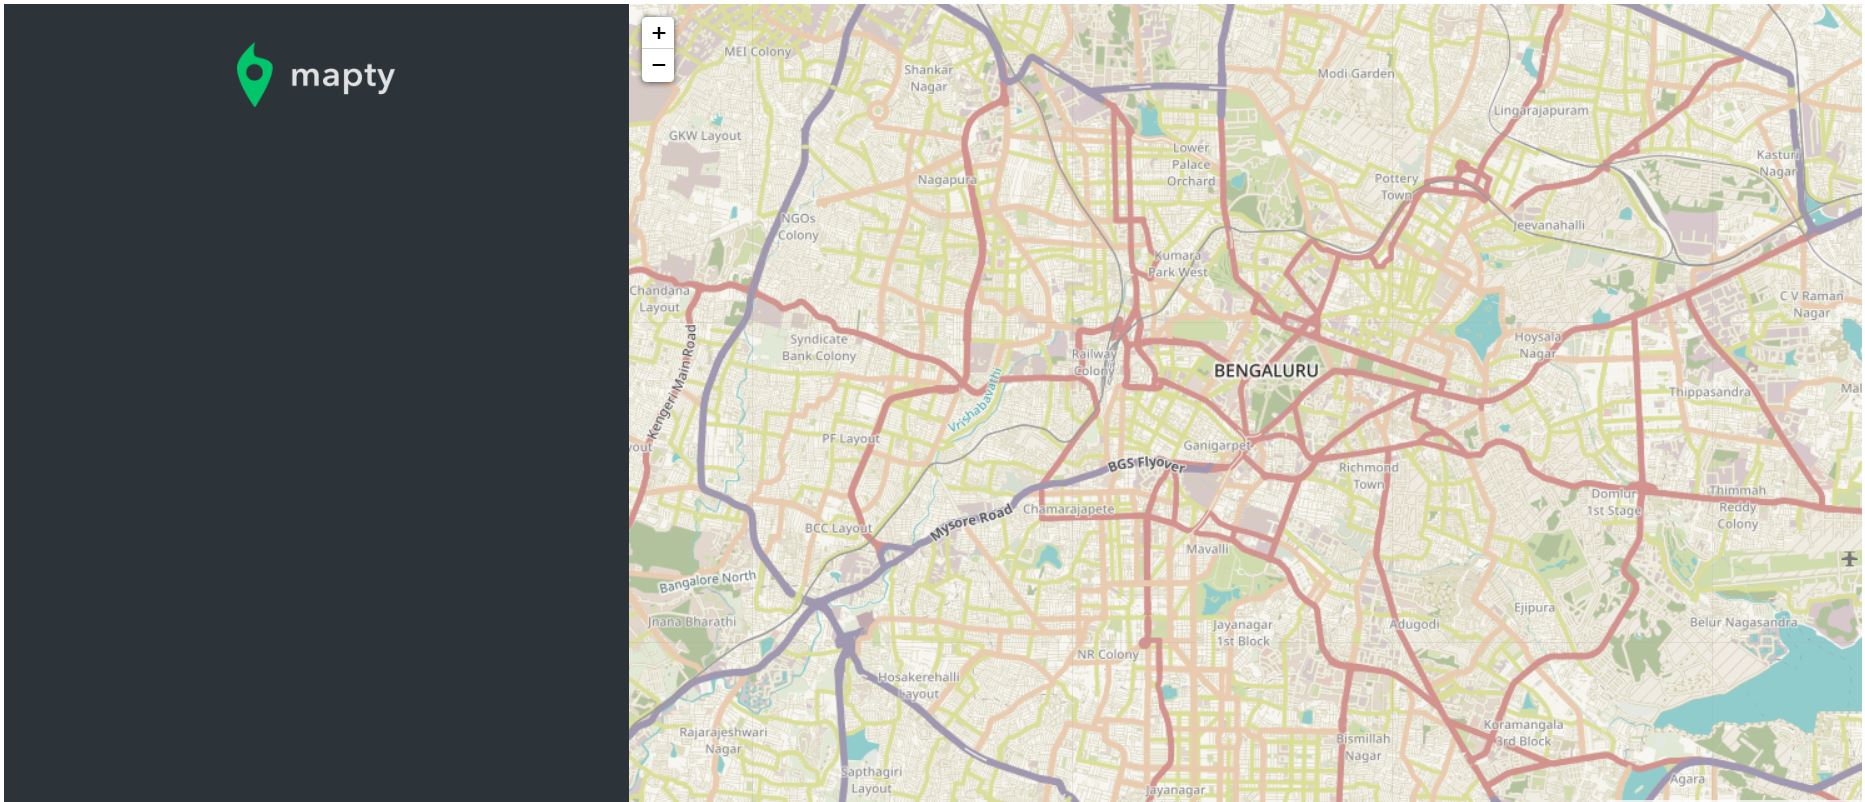 mapty
+
−
MEI Colony
Shankar
Nagar
Modi Garden
Lingarajapuram
GKW Layout
Lower
Palace
Orchard
Kasturi
Nagar
Nagapura
Pottery
Town
NGOs
Colony
Jeevanahalli
Kumara
Park West
Chandana
Layout
C V Raman
Nagar
Syndicate
Bank Colony
Hoysala
Nagar
Railway
Colony
BENGALURU
Kengeri Main Road
Vrishabavathi
Thippasandra
Mal
PF Layout
yout
Ganigarpet
BGS Flyover
Richmond
Town
Domlur
1st Stage
Thimmah
Reddy
Colony
Chamarajapete
Mysore Road
BCC Layout
Mavalli
Bangalore North
Ejipura
Jnana Bharathi
Jayanagar
1st Block
Adugodi
Belur Nagasandra
NR Colony
Hosakerehalli
Layout
Koramangala
3rd Block
Rajarajeshwari
Nagar
Bismillah
Nagar
Sapthagiri
Layout
Jayanagar
Agara